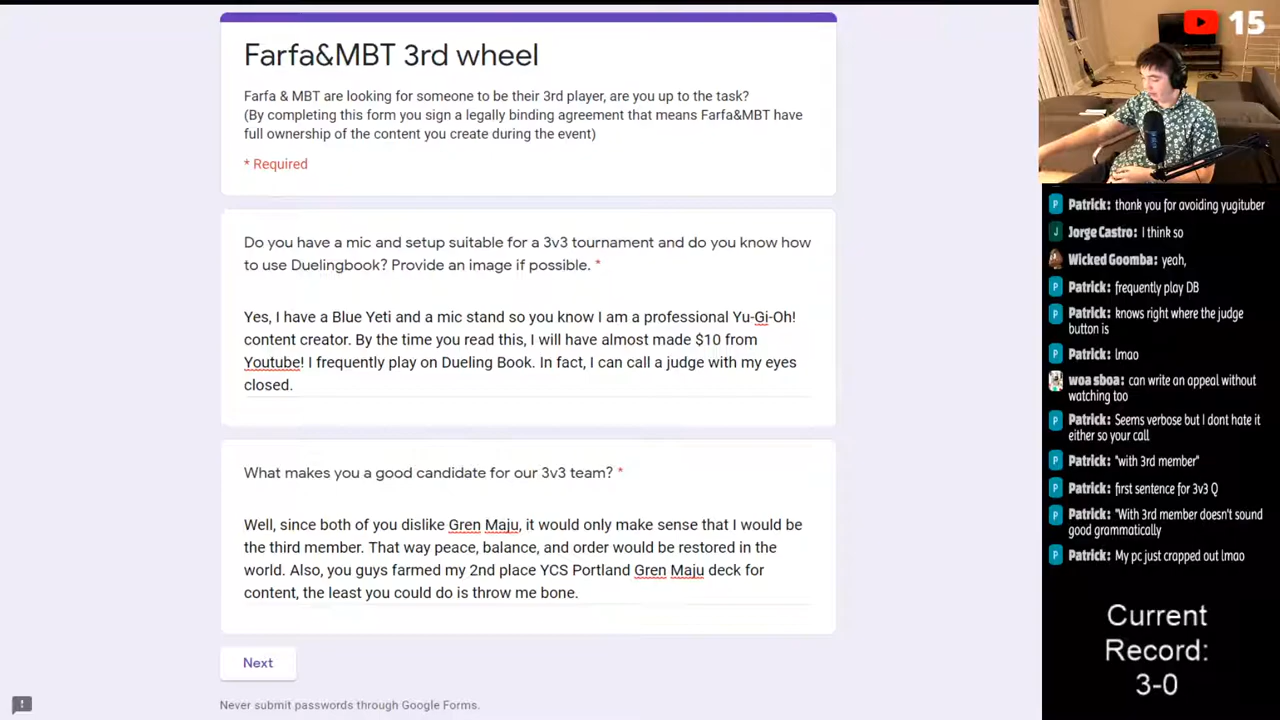 Farfa&MBT 3rd wheel
Farfa & MBT are looking for someone to be their 3rd player, are you up to the task?
(By completing this form you sign a legally binding agreement that means Farfa&MBT have
full ownership of the content you create during the event)
* Required
Do you have a mic and setup suitable for a 3v3 tournament and do you know how
to use Duelingbook? Provide an image if possible. *
Yes, I have a Blue Yeti and a mic stand so you know I am a professional Yu-Gi-Oh!
content creator. By the time you read this, I will have almost made $10 from
Youtube! I frequently play on Dueling Book. In fact, I can call a judge with my eyes
closed.
What makes you a good candidate for our 3v3 team? *
Well, since both of you dislike Gren Maju, it would only make sense that I would be
the third member. That way peace, balance, and order would be restored in the
world. Also, you guys farmed my 2nd place YCS Portland Gren Maju deck for
content, the least you could do is throw me bone.
Next
Never submit passwords through Google Forms.
15
P Patrick: thank you for avoiding yugituber
J Jorge Castro: I think so
Wicked Goomba: yeah,
P Patrick: frequently play DB
P Patrick: knows right where the judge
button is
P Patrick: lmao
woa sboa: can write an appeal without
watching too
P Patrick: Seems verbose but I dont hate it
either so your call
P Patrick: "with 3rd member"
P Patrick: first sentence for 3v3 Q
P Patrick: "With 3rd member doesn't sound
good grammatically
P Patrick: My pc just crapped out lmao
Current
Record:
3-0